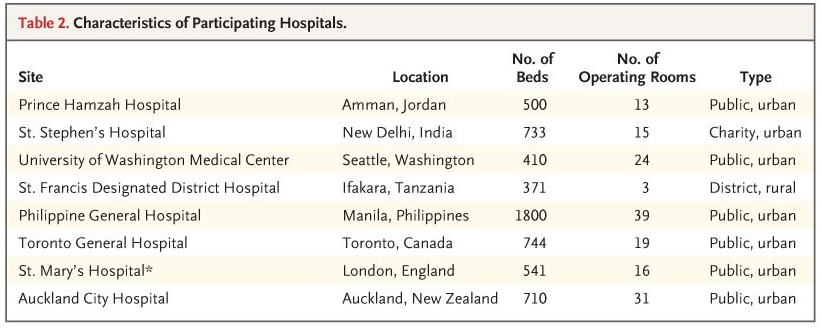 Table 2. Characteristics of Participating Hospitals.
No. of No. of
Site Location Beds Operating Rooms Type
Prince Hamzah Hospital Amman, Jordan 500 13 Public, urban
St. Stephen's Hospital New Delhi, India 733 15 Charity, urban
University of Washington Medical Center Seattle, Washington 410 24 Public, urban
St. Francis Designated District Hospital Ifakara, Tanzania 371 3 District, rural
Philippine General Hospital Manila, Philippines 1800 39 Public, urban
Toronto General Hospital Toronto, Canada 744 19 Public, urban
St. Mary's Hospital* London, England 541 16 Public, urban
Auckland City Hospital Auckland, New Zealand 710 31 Public, urban